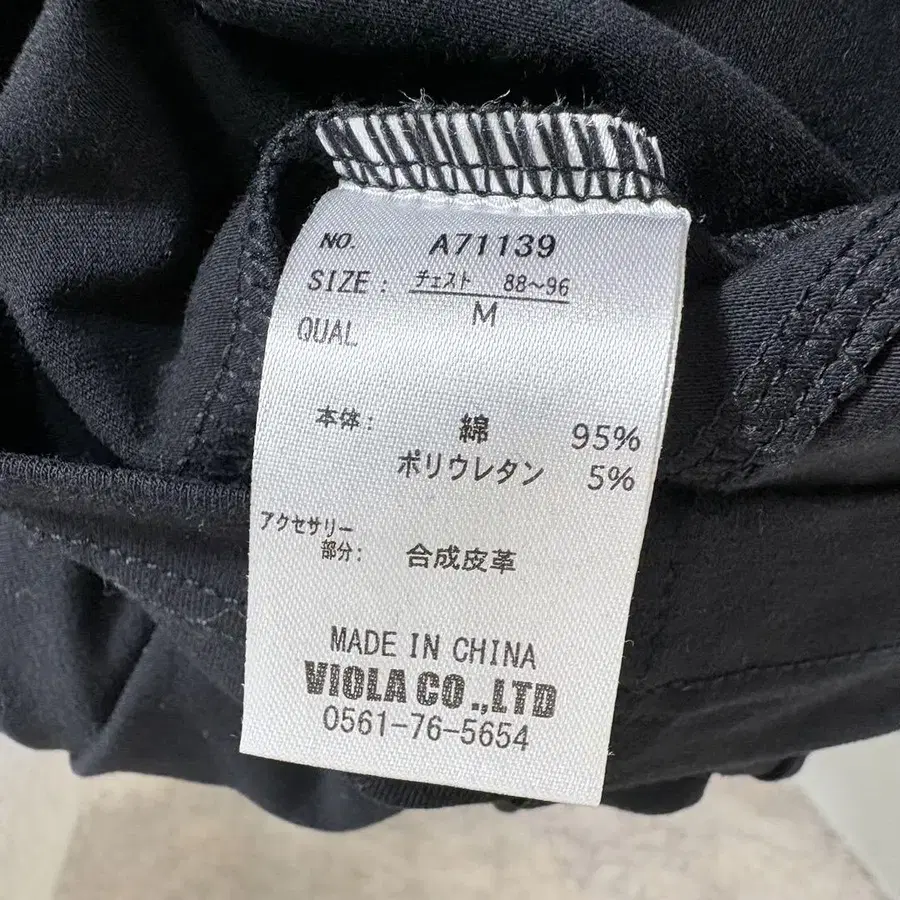 NO. A71139
SIZE: チェスト 88~96
M
QUAL
本体: 綿 95%
ポリウレタン 5%
アクセサリー
部分: 合成皮革
MADE IN CHINA
VIOLA CO.,LTD
0561-76-5654